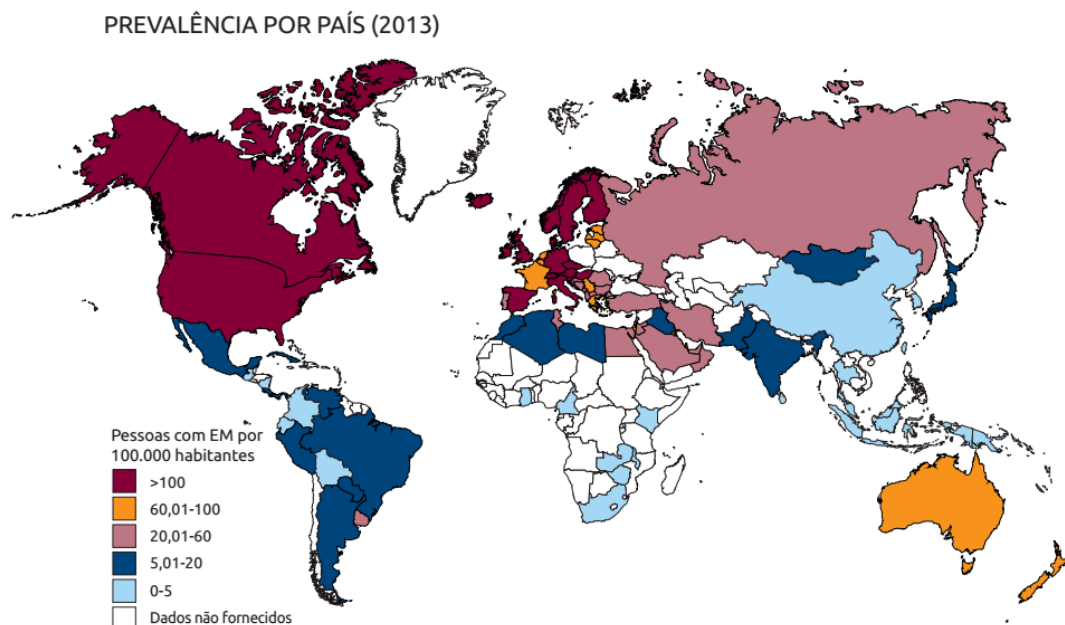 PREVALÊNCIA POR PAÍS (2013)
Pessoas com EM por
100.000 habitantes
>100
60,01-100
20,01-60
5,01-20
0-5
Dados não fornecidos